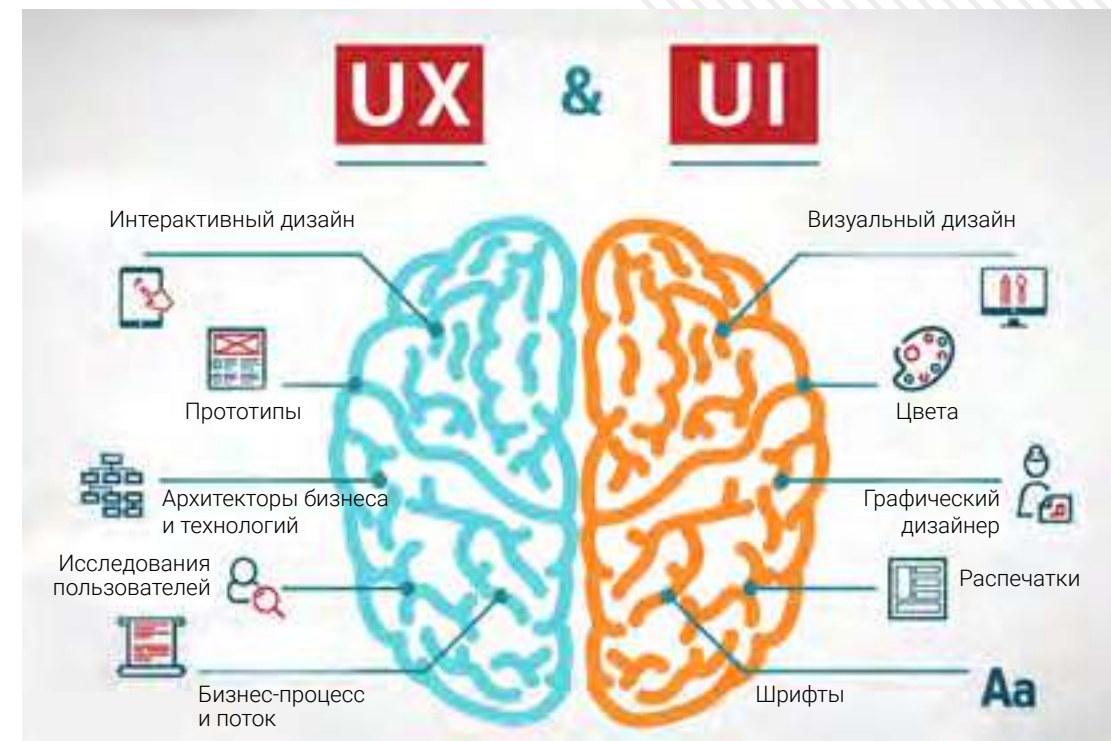 UX & UI
Интерактивный дизайн
Визуальный дизайн
Прототипы
Цвета
Архитекторы бизнеса
и технологий
Графический
дизайнер
Исследования
пользователей
Распечатки
Бизнес-процесс
и поток
Шрифты
Aa